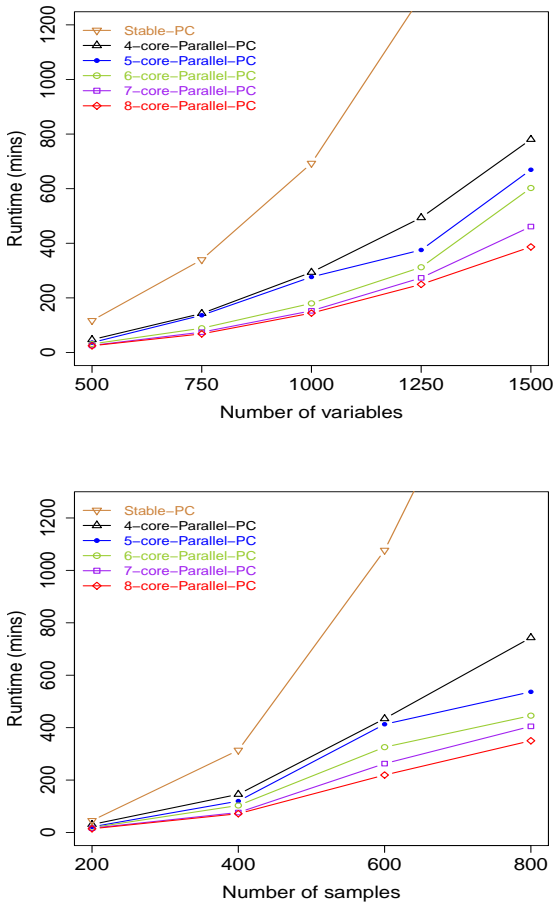 Stable−PC
4−core−Parallel−PC
5−core−Parallel−PC
6−core−Parallel−PC
7−core−Parallel−PC
8−core−Parallel−PC
Runtime (mins)
1200
1000
800
600
400
200
0
500 750 1000 1250 1500
Number of variables
Stable−PC
4−core−Parallel−PC
5−core−Parallel−PC
6−core−Parallel−PC
7−core−Parallel−PC
8−core−Parallel−PC
Runtime (mins)
1200
1000
800
600
400
200
0
200 400 600 800
Number of samples